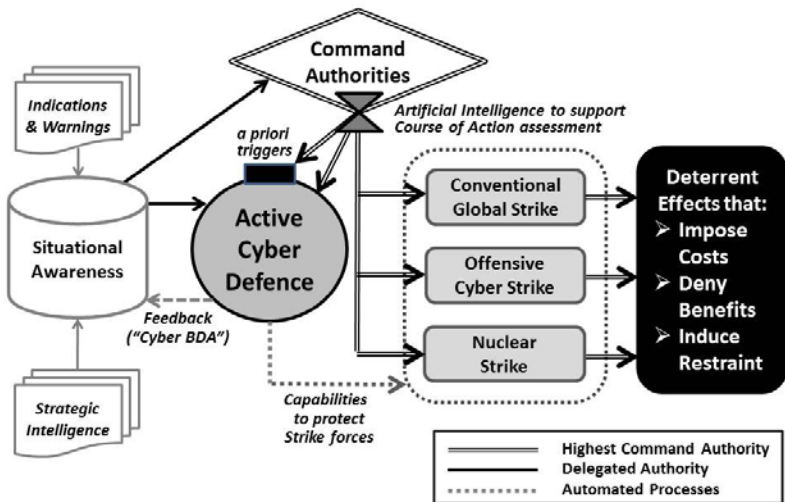 Command
Authorities
Indications
& Warnings
Artificial Intelligence to support
Course of Action assessment
a priori
triggers
Situational
Awareness
Active
Cyber
Defence
Conventional
Global Strike
Offensive
Cyber Strike
Nuclear
Strike
Deterrent
Effects that:
➢ Impose
Costs
➢ Deny
Benefits
➢ Induce
Restraint
Feedback
(“Cyber BDA”)
Strategic
Intelligence
Capabilities
to protect
Strike forces
Highest Command Authority
Delegated Authority
Automated Processes